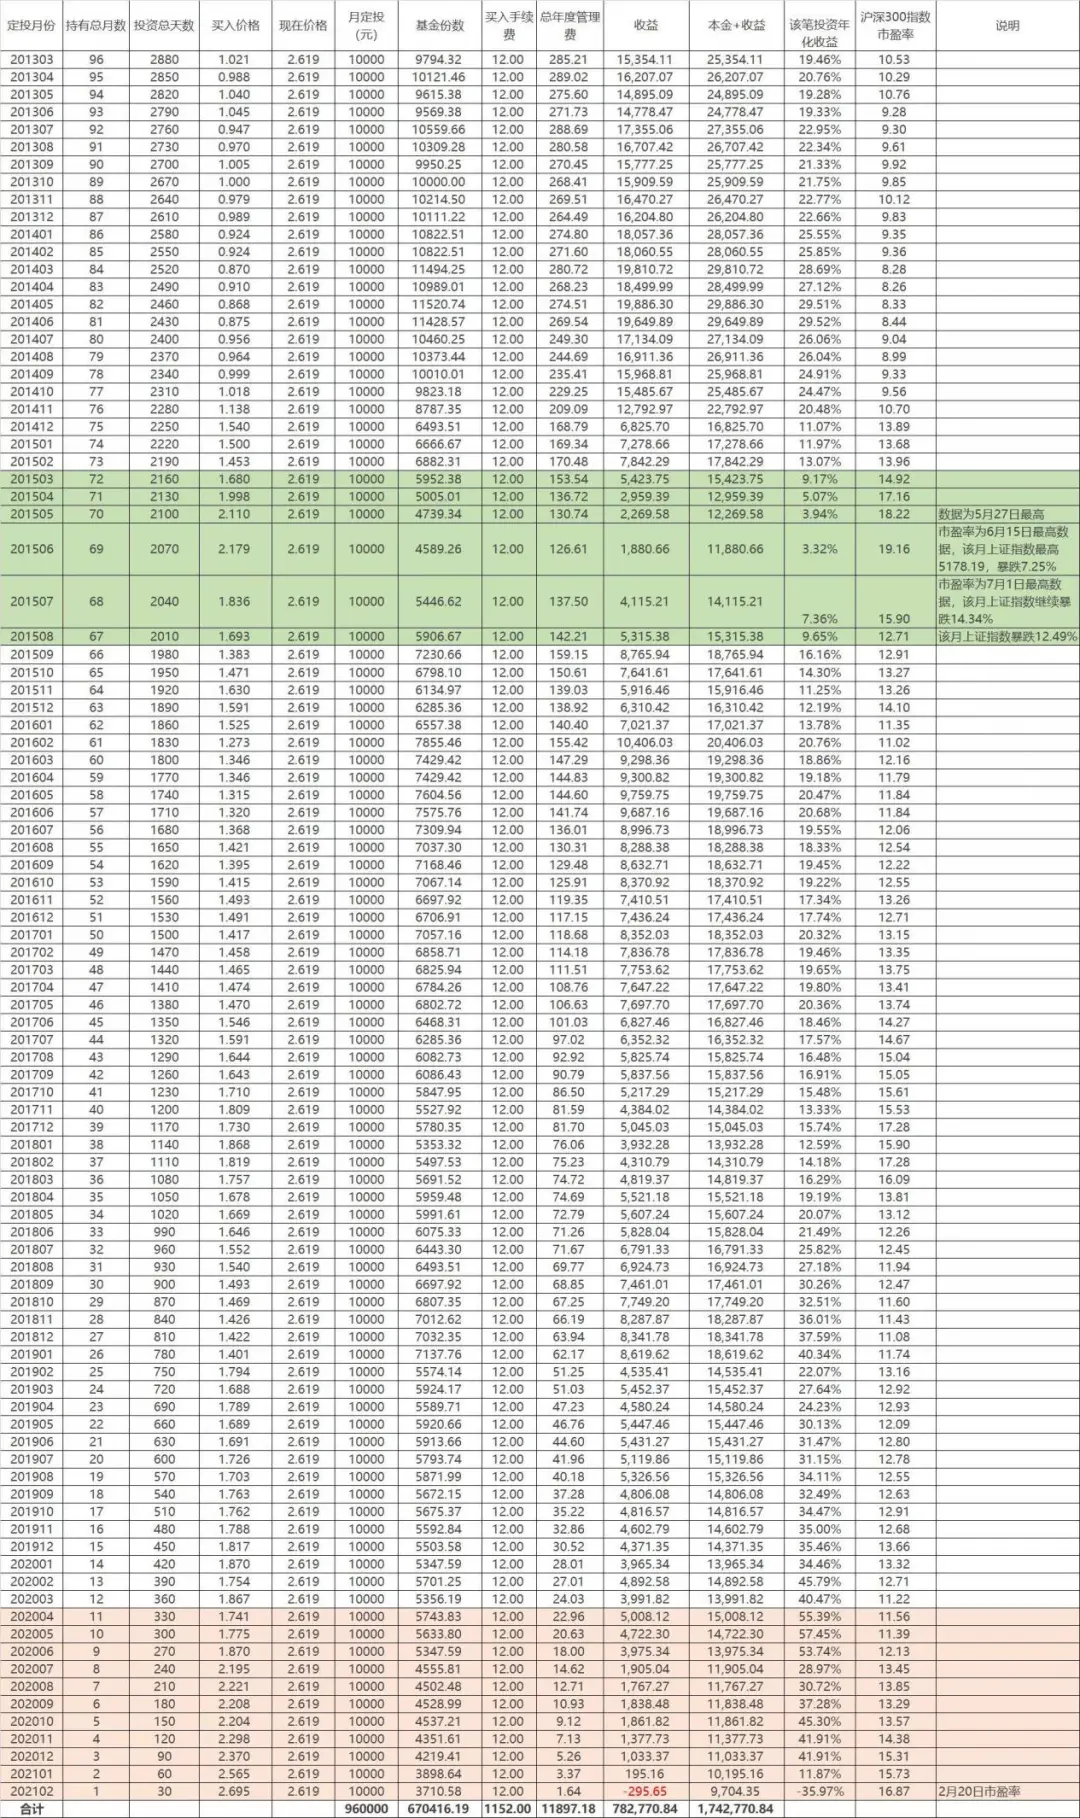 定投月份 持有总月数 投资总天数 买入价格 现在价格 月定投（元） 基金份数 买入手续费 总年度管理费 收益 本金+收益 该笔投资年化收益 沪深300指数市盈率 说明
201303 96 2880 1.021 2.619 10000 9794.32 12.00 285.21 15,354.11 25,354.11 19.46% 10.53
201304 95 2850 0.988 2.619 10000 10121.46 12.00 289.02 16,207.07 26,207.07 20.76% 10.29
201305 94 2820 1.040 2.619 10000 9615.38 12.00 275.60 14,895.09 24,895.09 19.28% 10.76
201306 93 2790 1.045 2.619 10000 9569.38 12.00 271.73 14,778.47 24,778.47 19.33% 9.28
201307 92 2760 0.947 2.619 10000 10559.66 12.00 288.69 17,355.06 27,355.06 22.95% 9.30
201308 91 2730 0.970 2.619 10000 10309.28 12.00 280.58 16,707.42 26,707.42 22.34% 9.61
201309 90 2700 1.005 2.619 10000 9950.25 12.00 270.45 15,777.25 25,777.25 21.33% 9.92
201310 89 2670 1.000 2.619 10000 10000.00 12.00 268.41 15,909.59 25,909.59 21.75% 9.85
201311 88 2640 0.979 2.619 10000 10214.50 12.00 269.51 16,470.27 26,470.27 22.77% 10.12
201312 87 2610 0.989 2.619 10000 10111.22 12.00 264.49 16,204.80 26,204.80 22.66% 9.83
201401 86 2580 0.924 2.619 10000 10822.51 12.00 274.80 18,057.36 28,057.36 25.55% 9.35
201402 85 2550 0.924 2.619 10000 10822.51 12.00 271.60 18,060.55 28,060.55 25.85% 9.36
201403 84 2520 0.870 2.619 10000 11494.25 12.00 280.72 19,810.72 29,810.72 28.69% 8.28
201404 83 2490 0.910 2.619 10000 10989.01 12.00 268.23 18,499.99 28,499.99 27.12% 8.26
201405 82 2460 0.868 2.619 10000 11520.74 12.00 274.51 19,886.30 29,886.30 29.51% 8.33
201406 81 2430 0.875 2.619 10000 11428.57 12.00 269.54 19,649.89 29,649.89 29.52% 8.44
201407 80 2400 0.956 2.619 10000 10460.25 12.00 249.30 17,134.09 27,134.09 26.06% 9.04
201408 79 2370 0.964 2.619 10000 10373.44 12.00 244.69 16,911.36 26,911.36 26.04% 8.99
201409 78 2340 0.999 2.619 10000 10010.01 12.00 235.41 15,968.81 25,968.81 24.91% 9.33
201410 77 2310 1.018 2.619 10000 9823.18 12.00 229.25 15,485.67 25,485.67 24.47% 9.56
201411 76 2280 1.138 2.619 10000 8787.35 12.00 209.09 12,792.97 22,792.97 20.48% 10.70
201412 75 2250 1.540 2.619 10000 6493.51 12.00 168.79 6,825.70 16,825.70 11.07% 13.89
201501 74 2220 1.500 2.619 10000 6666.67 12.00 169.34 7,278.66 17,278.66 11.97% 13.68
201502 73 2190 1.453 2.619 10000 6882.31 12.00 170.48 7,842.29 17,842.29 13.07% 13.96
201503 72 2160 1.680 2.619 10000 5952.38 12.00 153.54 5,423.75 15,423.75 9.17% 14.92
201504 71 2130 1.998 2.619 10000 5005.01 12.00 136.72 2,959.39 12,959.39 5.07% 17.16
201505 70 2100 2.110 2.619 10000 4739.34 12.00 130.74 2,269.58 12,269.58 3.94% 18.22 数据为5月27日最高
201506 69 2070 2.179 2.619 10000 4589.26 12.00 126.61 1,880.66 11,880.66 3.32% 19.16 市盈率为6月15日最高数据，该月上证指数最高5178.19，暴跌7.25%
201507 68 2040 1.836 2.619 10000 5446.62 12.00 137.50 4,115.21 14,115.21 7.36% 15.90 市盈率为7月1日最高数据，该月上证指数继续暴跌14.34%
201508 67 2010 1.693 2.619 10000 5906.67 12.00 142.21 5,315.38 15,315.38 9.65% 12.71 该月上证指数暴跌12.49%
201509 66 1980 1.383 2.619 10000 7230.66 12.00 159.15 8,765.94 18,765.94 16.16% 12.91
201510 65 1950 1.471 2.619 10000 6798.10 12.00 150.61 7,641.61 17,641.61 14.30% 13.27
201511 64 1920 1.630 2.619 10000 6134.97 12.00 139.03 5,916.46 15,916.46 11.25% 13.26
201512 63 1890 1.591 2.619 10000 6285.36 12.00 138.92 6,310.42 16,310.42 12.19% 14.10
201601 62 1860 1.525 2.619 10000 6557.38 12.00 140.40 7,021.37 17,021.37 13.78% 11.35
201602 61 1830 1.273 2.619 10000 7855.46 12.00 155.42 10,406.03 20,406.03 20.76% 11.02
201603 60 1800 1.346 2.619 10000 7429.42 12.00 147.29 9,298.36 19,298.36 18.86% 12.16
201604 59 1770 1.346 2.619 10000 7429.42 12.00 144.83 9,300.82 19,300.82 19.18% 11.79
201605 58 1740 1.315 2.619 10000 7604.56 12.00 144.60 9,759.75 19,759.75 20.47% 11.84
201606 57 1710 1.320 2.619 10000 7575.76 12.00 141.74 9,687.16 19,687.16 20.68% 11.84
201607 56 1680 1.368 2.619 10000 7309.94 12.00 136.01 8,996.73 18,996.73 19.55% 12.06
201608 55 1650 1.421 2.619 10000 7037.30 12.00 130.31 8,288.38 18,288.38 18.33% 12.54
201609 54 1620 1.395 2.619 10000 7168.46 12.00 129.48 8,632.71 18,632.71 19.45% 12.22
201610 53 1590 1.415 2.619 10000 7067.14 12.00 125.91 8,370.92 18,370.92 19.22% 12.55
201611 52 1560 1.493 2.619 10000 6697.92 12.00 119.35 7,410.51 17,410.51 17.34% 13.26
201612 51 1530 1.491 2.619 10000 6706.91 12.00 117.15 7,436.24 17,436.24 17.74% 12.71
201701 50 1500 1.417 2.619 10000 7057.16 12.00 118.68 8,352.03 18,352.03 20.32% 13.15
201702 49 1470 1.458 2.619 10000 6858.71 12.00 114.18 7,836.78 17,836.78 19.46% 13.35
201703 48 1440 1.465 2.619 10000 6825.94 12.00 111.51 7,753.62 17,753.62 19.65% 13.75
201704 47 1410 1.474 2.619 10000 6784.26 12.00 108.76 7,647.22 17,647.22 19.80% 13.41
201705 46 1380 1.470 2.619 10000 6802.72 12.00 106.63 7,697.70 17,697.70 20.36% 13.74
201706 45 1350 1.546 2.619 10000 6468.31 12.00 101.03 6,827.46 16,827.46 18.46% 14.27
201707 44 1320 1.591 2.619 10000 6285.36 12.00 97.02 6,352.32 16,352.32 17.57% 14.67
201708 43 1290 1.644 2.619 10000 6082.73 12.00 92.92 5,825.74 15,825.74 16.48% 15.04
201709 42 1260 1.643 2.619 10000 6086.43 12.00 90.79 5,837.56 15,837.56 16.91% 15.05
201710 41 1230 1.710 2.619 10000 5847.95 12.00 86.50 5,217.29 15,217.29 15.48% 15.61
201711 40 1200 1.809 2.619 10000 5527.92 12.00 81.59 4,384.02 14,384.02 13.33% 15.53
201712 39 1170 1.730 2.619 10000 5780.35 12.00 81.70 5,045.03 15,045.03 15.74% 17.28
201801 38 1140 1.868 2.619 10000 5353.32 12.00 76.06 3,932.28 13,932.28 12.59% 15.90
201802 37 1110 1.819 2.619 10000 5497.53 12.00 75.23 4,310.79 14,310.79 14.18% 17.28
201803 36 1080 1.757 2.619 10000 5691.52 12.00 74.72 4,819.37 14,819.37 16.29% 16.09
201804 35 1050 1.678 2.619 10000 5959.48 12.00 74.69 5,521.18 15,521.18 19.19% 13.81
201805 34 1020 1.669 2.619 10000 5991.61 12.00 72.79 5,607.24 15,607.24 20.07% 13.12
201806 33 990 1.646 2.619 10000 6075.33 12.00 71.26 5,828.04 15,828.04 21.49% 12.26
201807 32 960 1.552 2.619 10000 6443.30 12.00 71.67 6,791.33 16,791.33 25.82% 12.45
201808 31 930 1.540 2.619 10000 6493.51 12.00 69.77 6,924.73 16,924.73 27.18% 11.94
201809 30 900 1.493 2.619 10000 6697.92 12.00 68.85 7,461.01 17,461.01 30.26% 12.47
201810 29 870 1.469 2.619 10000 6807.35 12.00 67.25 7,749.20 17,749.20 32.51% 11.60
201811 28 840 1.426 2.619 10000 7012.62 12.00 66.19 8,287.87 18,287.87 36.01% 11.43
201812 27 810 1.422 2.619 10000 7032.35 12.00 63.94 8,341.78 18,341.78 37.59% 11.08
201901 26 780 1.401 2.619 10000 7137.76 12.00 62.17 8,619.62 18,619.62 40.34% 11.74
201902 25 750 1.794 2.619 10000 5574.14 12.00 51.25 4,535.41 14,535.41 22.07% 13.16
201903 24 720 1.688 2.619 10000 5924.17 12.00 51.03 5,452.37 15,452.37 27.64% 12.92
201904 23 690 1.789 2.619 10000 5589.71 12.00 47.23 4,580.24 14,580.24 24.23% 12.93
201905 22 660 1.689 2.619 10000 5920.66 12.00 46.76 5,447.46 15,447.46 30.13% 12.09
201906 21 630 1.691 2.619 10000 5913.66 12.00 44.60 5,431.27 15,431.27 31.47% 12.80
201907 20 600 1.726 2.619 10000 5793.74 12.00 41.96 5,119.86 15,119.86 31.15% 12.78
201908 19 570 1.703 2.619 10000 5871.99 12.00 40.18 5,326.56 15,326.56 34.11% 12.55
201909 18 540 1.763 2.619 10000 5672.15 12.00 37.28 4,806.08 14,806.08 32.49% 12.63
201910 17 510 1.762 2.619 10000 5675.37 12.00 35.22 4,816.57 14,816.57 34.47% 12.91
201911 16 480 1.788 2.619 10000 5592.84 12.00 32.86 4,602.79 14,602.79 35.00% 12.68
201912 15 450 1.817 2.619 10000 5503.58 12.00 30.52 4,371.35 14,371.35 35.46% 13.66
202001 14 420 1.870 2.619 10000 5347.59 12.00 28.01 3,965.34 13,965.34 34.46% 13.32
202002 13 390 1.754 2.619 10000 5701.25 12.00 27.01 4,892.58 14,892.58 45.79% 12.71
202003 12 360 1.867 2.619 10000 5356.19 12.00 24.03 3,991.82 13,991.82 40.47% 11.22
202004 11 330 1.741 2.619 10000 5743.83 12.00 22.96 5,008.12 15,008.12 55.39% 11.56
202005 10 300 1.775 2.619 10000 5633.80 12.00 20.63 4,722.30 14,722.30 57.45% 11.39
202006 9 270 1.870 2.619 10000 5347.59 12.00 18.00 3,975.34 13,975.34 53.74% 12.13
202007 8 240 2.195 2.619 10000 4555.81 12.00 14.62 1,905.04 11,905.04 28.97% 13.45
202008 7 210 2.221 2.619 10000 4502.48 12.00 12.71 1,767.27 11,767.27 30.72% 13.85
202009 6 180 2.208 2.619 10000 4528.99 12.00 10.93 1,838.48 11,838.48 37.28% 13.29
202010 5 150 2.204 2.619 10000 4537.21 12.00 9.12 1,861.82 11,861.82 45.30% 13.57
202011 4 120 2.298 2.619 10000 4351.61 12.00 7.13 1,377.73 11,377.73 41.91% 14.38
202012 3 90 2.370 2.619 10000 4219.41 12.00 5.26 1,033.37 11,033.37 41.91% 15.31
202101 2 60 2.565 2.619 10000 3898.64 12.00 3.37 195.16 10,195.16 11.87% 15.73
202102 1 30 2.695 2.619 10000 3710.58 12.00 1.64 -295.65 9,704.35 -35.97% 16.87 2月20日市盈率
合计 960000 670416.19 1152.00 11897.18 782,770.84 1,742,770.84